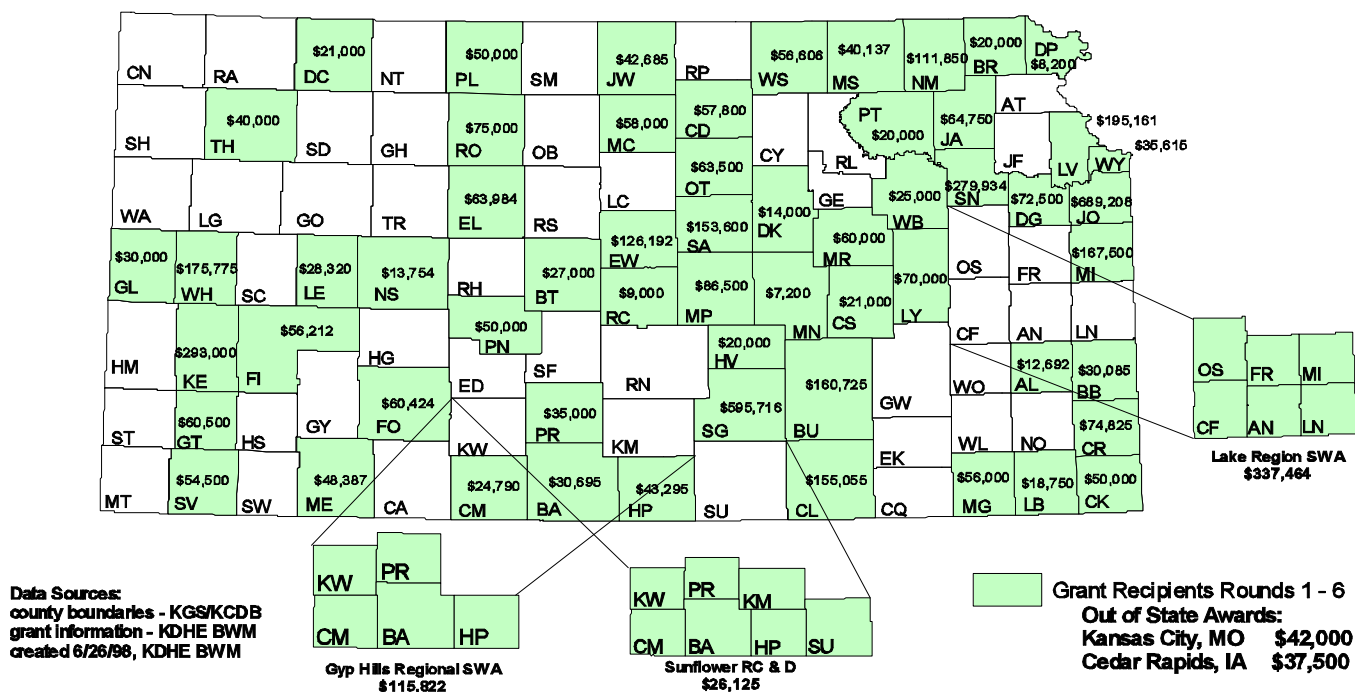 CN
RA
$21,000
DC
NT
$50,000
PL
SM
$42,685
JW
RP
$56,606
WS
$40,137
MS
$111,850
NM
$20,000
BR
DP
$8,200
SH
$40,000
TH
SD
GH
$75,000
RO
OB
$58,000
MC
$57,800
CD
CY
RL
PT
$20,000
$64,750
JA
AT
JF
$195,161
LV
$35,615
WY
WA
LG
GO
TR
$63,984
EL
RS
LC
$63,500
OT
$14,000
DK
GE
$25,000
WB
$279,934
SN
$72,500
DG
$689,208
JO
$30,000
GL
$175,775
WH
SC
$28,320
LE
$13,754
NS
RH
$27,000
BT
$126,192
EW
$153,600
SA
$60,000
MR
$70,000
LY
OS
FR
$167,500
MI
$9,000
RC
$86,500
MP
$7,200
MN
$21,000
CS
CF
AN
LN
HM
$293,000
KE
$56,212
FI
HG
$50,000
PN
ED
SF
RN
$20,000
HV
$160,725
BU
GW
WO
$12,692
AL
$30,085
BB
ST
$60,500
GT
HS
GY
$60,424
FO
KW
$35,000
PR
KM
$595,716
SG
EK
WL
NO
$74,825
CR
MT
$54,500
SV
SW
$48,387
ME
CA
$24,790
CM
$30,695
BA
$43,295
HP
SU
$155,055
CL
CQ
$56,000
MG
$18,750
LB
$50,000
CK
OS FR MI
CF AN LN
Lake Region SWA
$337,464
KW PR
CM BA HP
Gyp Hills Regional SWA
$115,822
KW PR KM
CM BA HP SU
Sunflower RC & D
$26,125
Data Sources:
county boundaries - KGS/KCDB
grant information - KDHE BWM
created 6/26/98, KDHE BWM
Grant Recipients Rounds 1 - 6
Out of State Awards:
Kansas City, MO $42,000
Cedar Rapids, IA $37,500